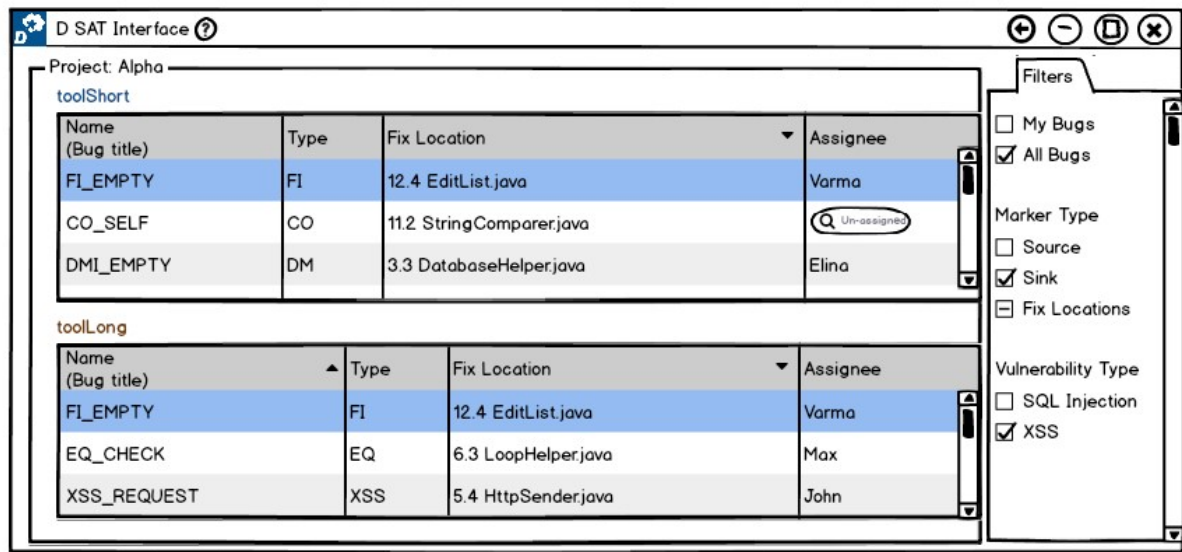 D
D SAT Interface ?
Project: Alpha
toolShort
Name
(Bug title)
Type
Fix Location
Assignee
FI_EMPTY
FI
12.4 EditList.java
Varma
CO_SELF
CO
11.2 StringComparer.java
Un-assigned
DMI_EMPTY
DM
3.3 DatabaseHelper.java
Elina
toolLong
Name
(Bug title)
Type
Fix Location
Assignee
FI_EMPTY
FI
12.4 EditList.java
Varma
EQ_CHECK
EQ
6.3 LoopHelper.java
Max
XSS_REQUEST
XSS
5.4 HttpSender.java
John
Filters
My Bugs
All Bugs
Marker Type
Source
Sink
Fix Locations
Vulnerability Type
SQL Injection
XSS